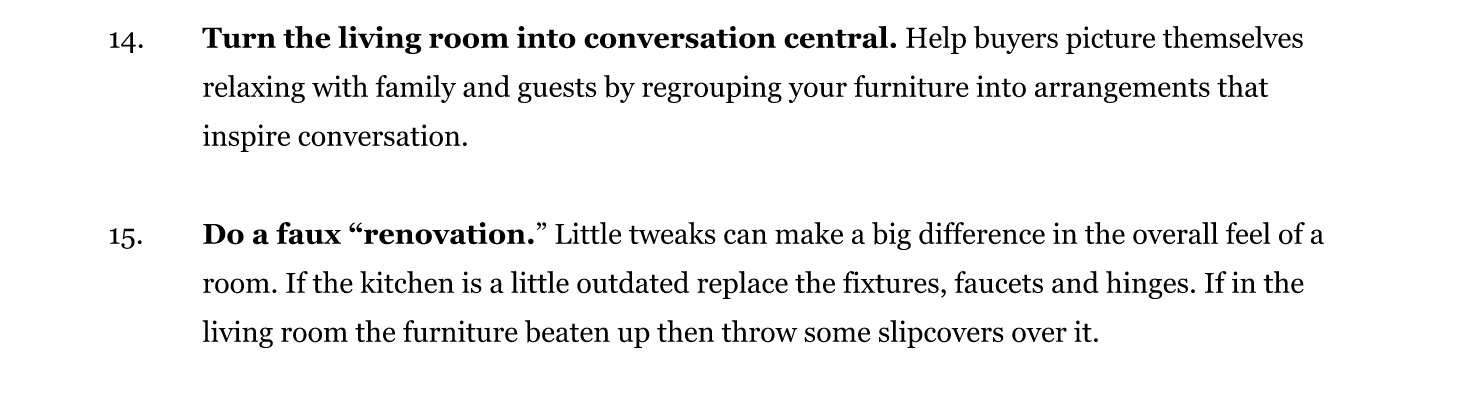 14. Turn the living room into conversation central. Help buyers picture themselves
relaxing with family and guests by regrouping your furniture into arrangements that
inspire conversation.
15. Do a faux “renovation.” Little tweaks can make a big difference in the overall feel of a
room. If the kitchen is a little outdated replace the fixtures, faucets and hinges. If in the
living room the furniture beaten up then throw some slipcovers over it.